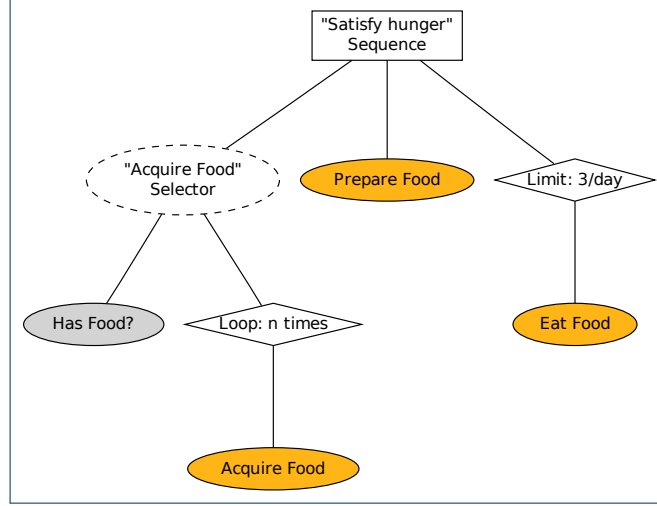 "Satisfy hunger"
Sequence
"Acquire Food"
Selector
Prepare Food
Limit: 3/day
Has Food?
Loop: n times
Eat Food
Acquire Food